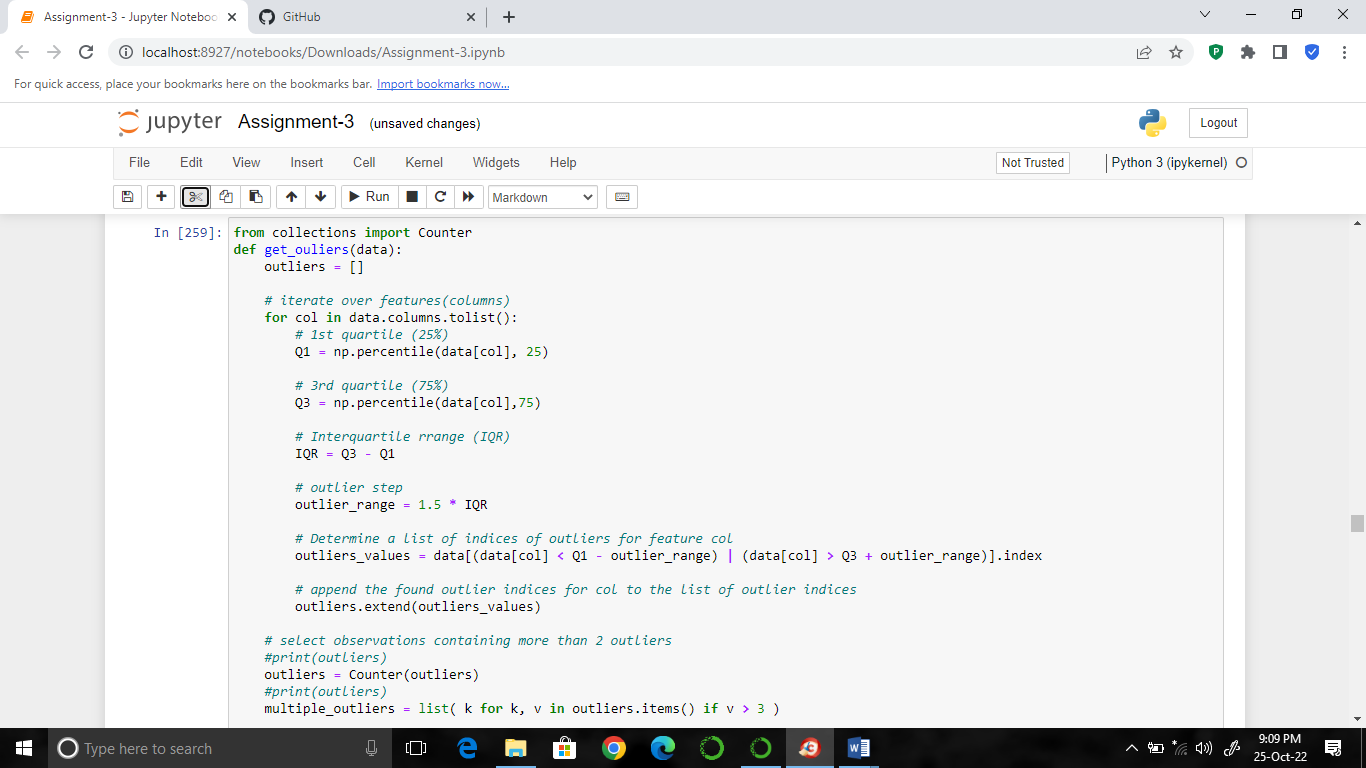 Assignment-3 - Jupyter Noteboo
GitHub
localhost:8927/notebooks/Downloads/Assignment-3.ipynb
For quick access, place your bookmarks here on the bookmarks bar. Import bookmarks now...
jupyter Assignment-3 (unsaved changes)
Logout
File Edit View Insert Cell Kernel Widgets Help
Not Trusted
Python 3 (ipykernel)
Run
Markdown
In [259]:
from collections import Counter
def get_ouliers(data):
    outliers = []
    # iterate over features(columns)
    for col in data.columns.tolist():
        # 1st quartile (25%)
        Q1 = np.percentile(data[col], 25)
        # 3rd quartile (75%)
        Q3 = np.percentile(data[col],75)
        # Interquartile rrange (IQR)
        IQR = Q3 - Q1
        # outlier step
        outlier_range = 1.5 * IQR
        # Determine a list of indices of outliers for feature col
        outliers_values = data[(data[col] < Q1 - outlier_range) | (data[col] > Q3 + outlier_range)].index
        # append the found outlier indices for col to the list of outlier indices
        outliers.extend(outliers_values)
    # select observations containing more than 2 outliers
    #print(outliers)
    outliers = Counter(outliers)
    #print(outliers)
    multiple_outliers = list( k for k, v in outliers.items() if v > 3 )
Type here to search
9:09 PM
25-Oct-22